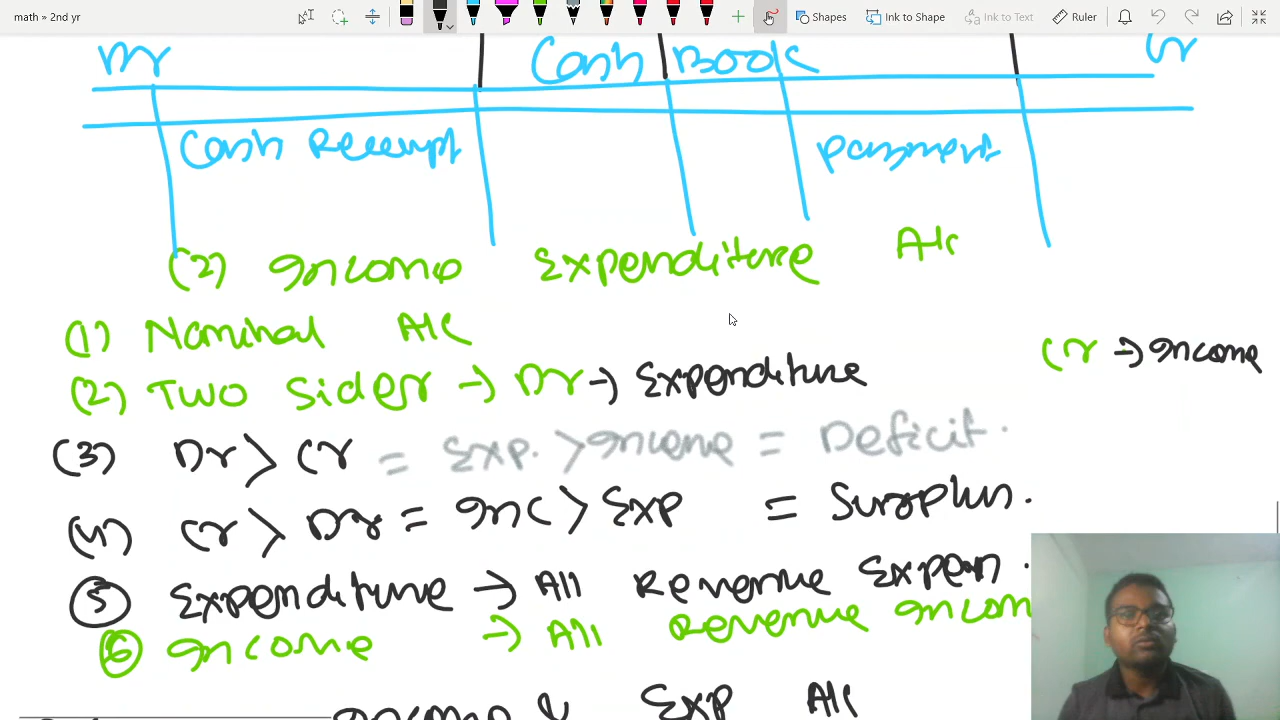 math » 2nd yr
Shapes Ink to Shape Ink to Text Ruler
Dr Cash Book Cr
Cash Receipt Payment
(2) Income Expenditure A/c
(1) Nominal A/c
(2) Two Sides → Dr → Expenditure Cr → Income
(3) Dr > Cr = Exp. > Income = Deficit.
(4) Cr > Dr = Inc > Exp = Surplus.
(5) Expenditure → All Revenue Expen.
(6) Income → All Revenue Incom
Income & Exp A/c